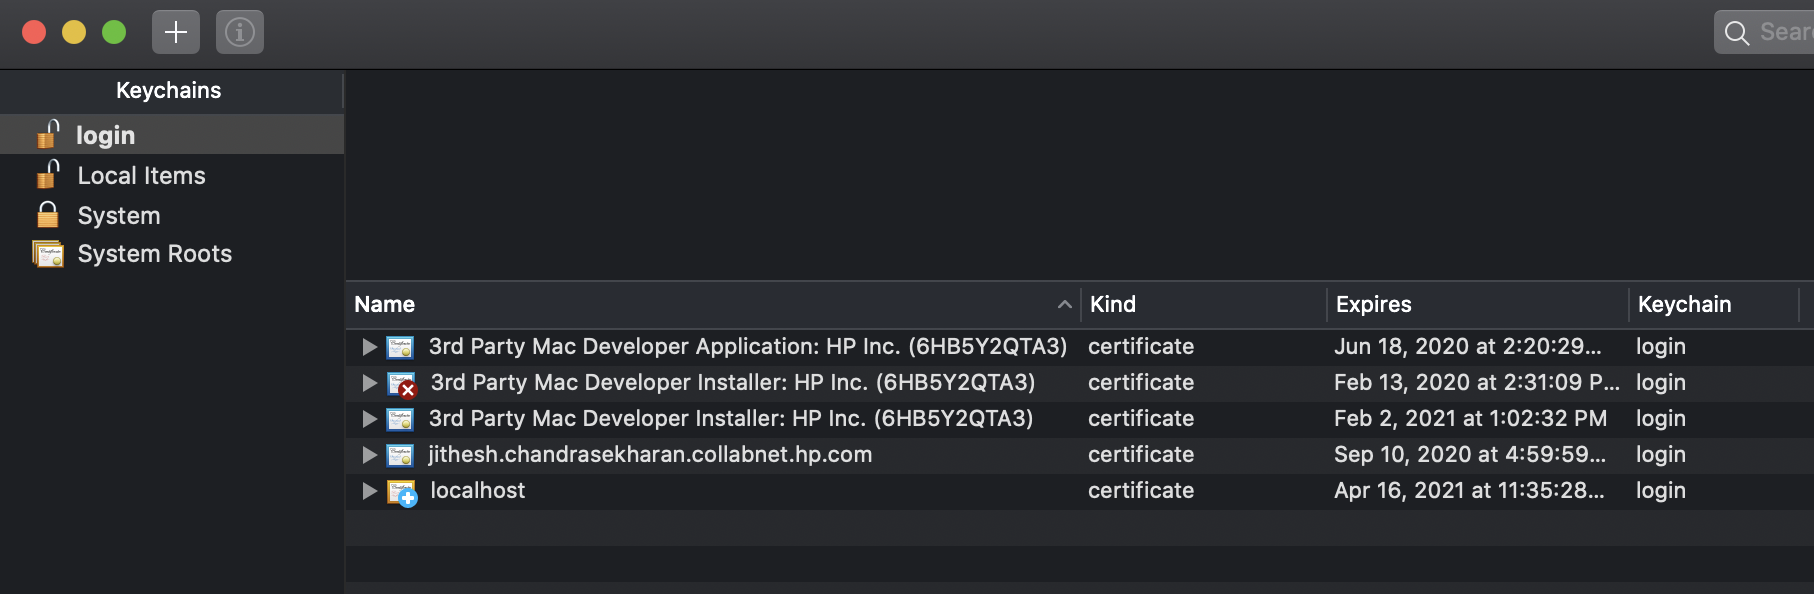 Sear
Keychains
login
Local Items
System
System Roots
Name Kind Expires Keychain
3rd Party Mac Developer Application: HP Inc. (6HB5Y2QTA3) certificate Jun 18, 2020 at 2:20:29... login
3rd Party Mac Developer Installer: HP Inc. (6HB5Y2QTA3) certificate Feb 13, 2020 at 2:31:09 P... login
3rd Party Mac Developer Installer: HP Inc. (6HB5Y2QTA3) certificate Feb 2, 2021 at 1:02:32 PM login
jithesh.chandrasekharan.collabnet.hp.com certificate Sep 10, 2020 at 4:59:59... login
localhost certificate Apr 16, 2021 at 11:35:28... login